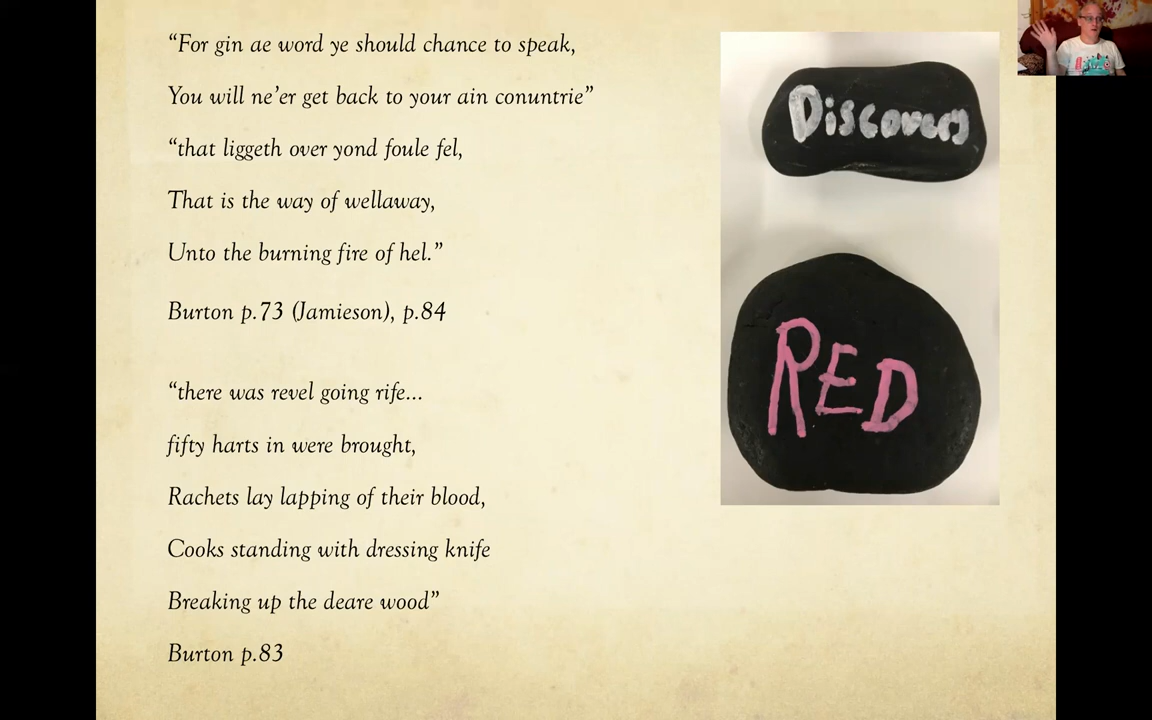 “For gin ae word ye should chance to speak,
You will ne’er get back to your ain conuntrie”
“that liggeth over yond foule fel,
That is the way of wellaway,
Unto the burning fire of hel.”
Burton p.73 (Jamieson), p.84
“there was revel going rife...
fifty harts in were brought,
Rachets lay lapping of their blood,
Cooks standing with dressing knife
Breaking up the deare wood”
Burton p.83
Discovery
RED